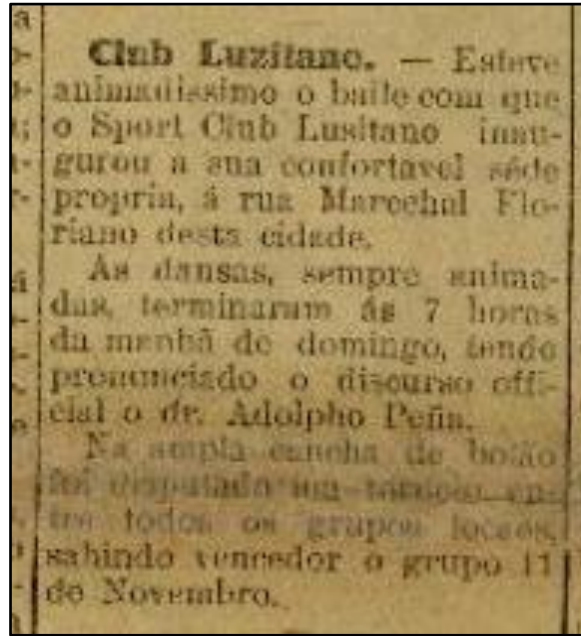 Club Luzitano. — Esteve
animadissimo o baile com que
o Sport Club Lusitano inau-
gurou a sua confortavel séde
propria, á rua Marechal Flo-
riano desta cidade.
As dansas, sempre anima-
das, terminaram ás 7 horas
da manhã de domingo, tendo
pronunciado o discurso offi-
cial o dr. Adolpho Peña.
Na ampla cancha de bolão
foi disputado um torneio en-
tre todos os grupos locaes,
sahindo vencedor o grupo 11
de Novembro.